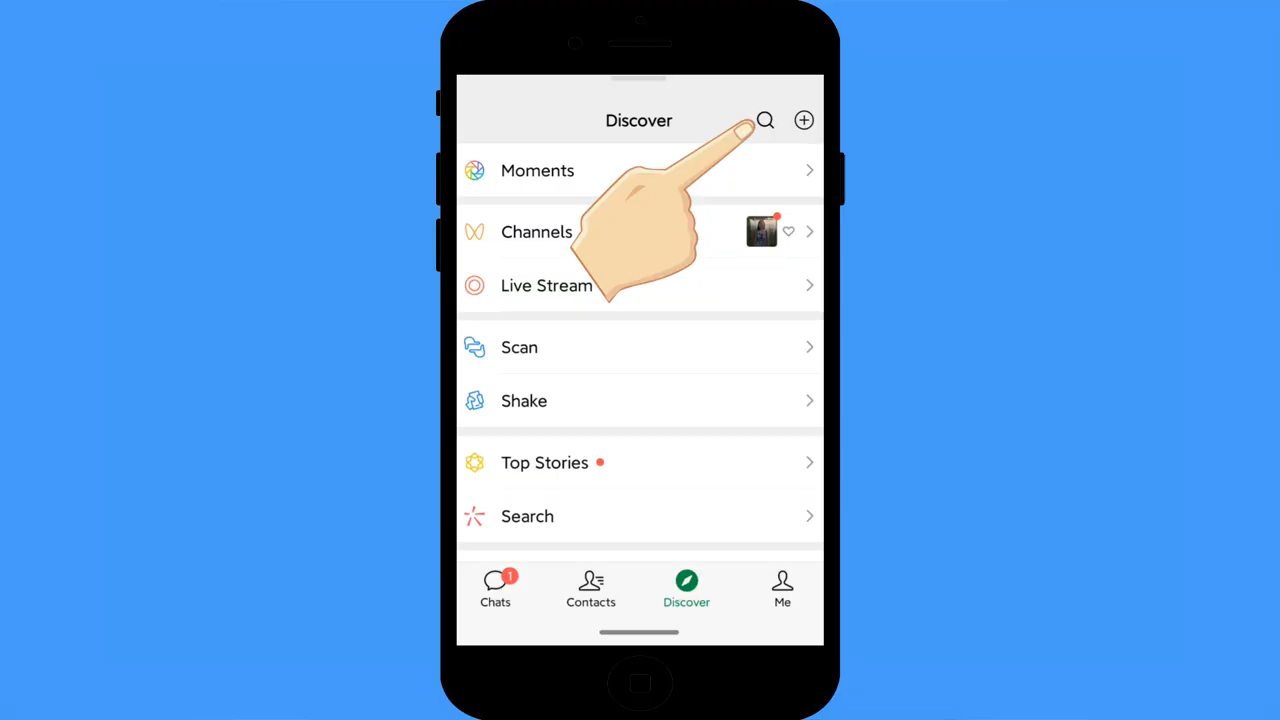 Discover
Moments
Channels
Live Stream
Scan
Shake
Top Stories
Search
1
Chats
Contacts
Discover
Me